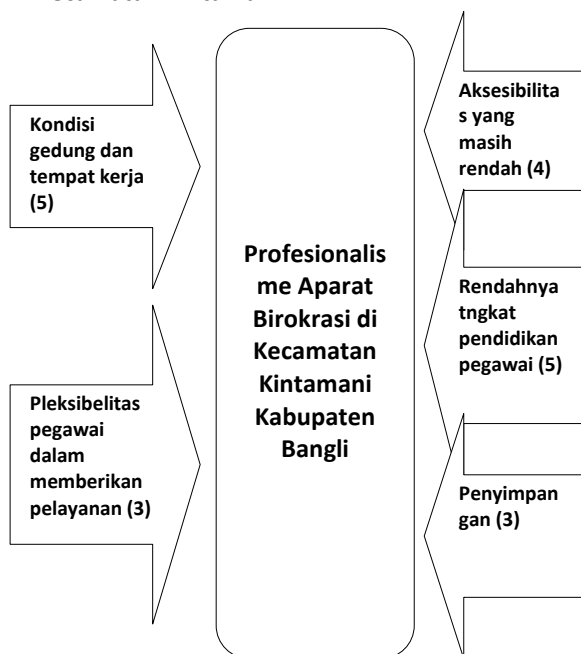 Kondisi
gedung dan
tempat kerja
(5)
Pleksibelitas
pegawai
dalam
memberikan
pelayanan (3)
Profesionalis
me Aparat
Birokrasi di
Kecamatan
Kintamani
Kabupaten
Bangli
Aksesibilita
s yang
masih
rendah (4)
Rendahnya
tngkat
pendidikan
pegawai (5)
Penyimpan
gan (3)